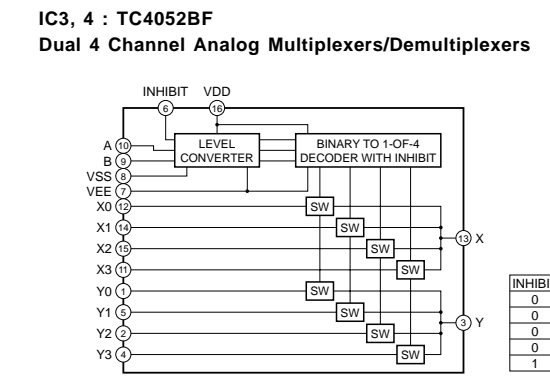 IC3, 4 : TC4052BF
Dual 4 Channel Analog Multiplexers/Demultiplexers
INHIBIT VDD
6 16
A 10
B 9
VSS 8
VEE 7
LEVEL
CONVERTER
BINARY TO 1-OF-4
DECODER WITH INHIBIT
X0 12 SW
X1 14 SW
X2 15 SW
13 X
X3 11 SW
Y0 1 SW
Y1 5 SW
3 Y
Y2 2 SW
Y3 4 SW
0
0
0
0
1